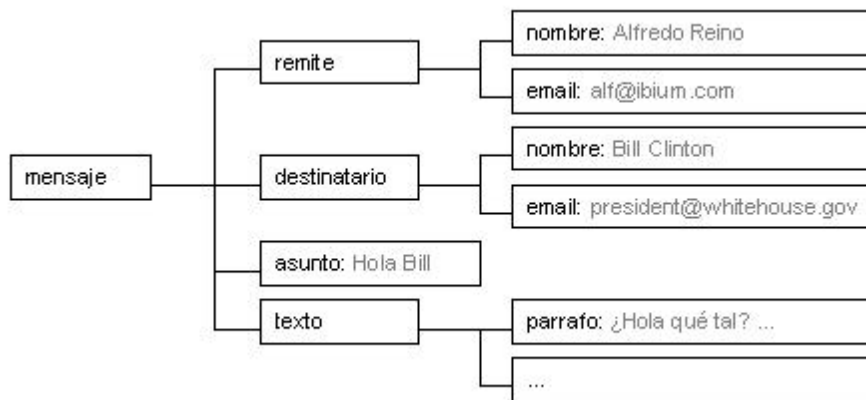 nombre: Alfredo Reino
remite
email: alf@ibium.com
nombre: Bill Clinton
mensaje
destinatario
email: president@whitehouse.gov
asunto: Hola Bill
texto
parrafo: ¿Hola qué tal? ...
...